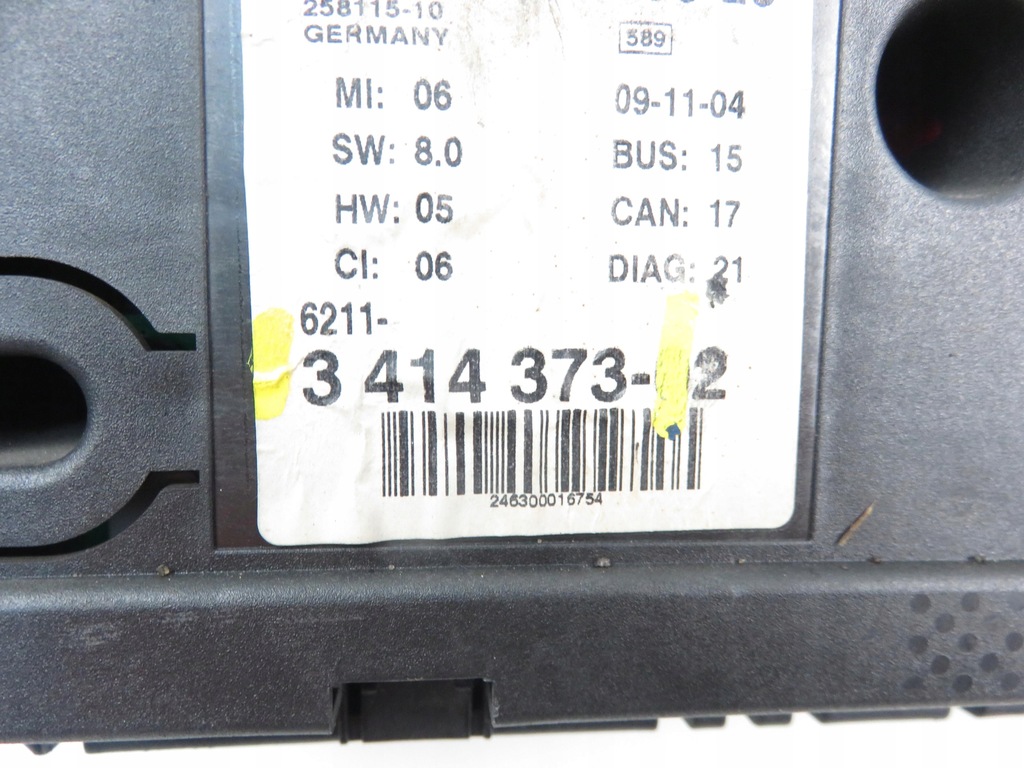 258115-10
GERMANY 589
MI: 06 09-11-04
SW: 8.0 BUS: 15
HW: 05 CAN: 17
CI: 06 DIAG: 21
6211-
3 414 373- 2
246300016754